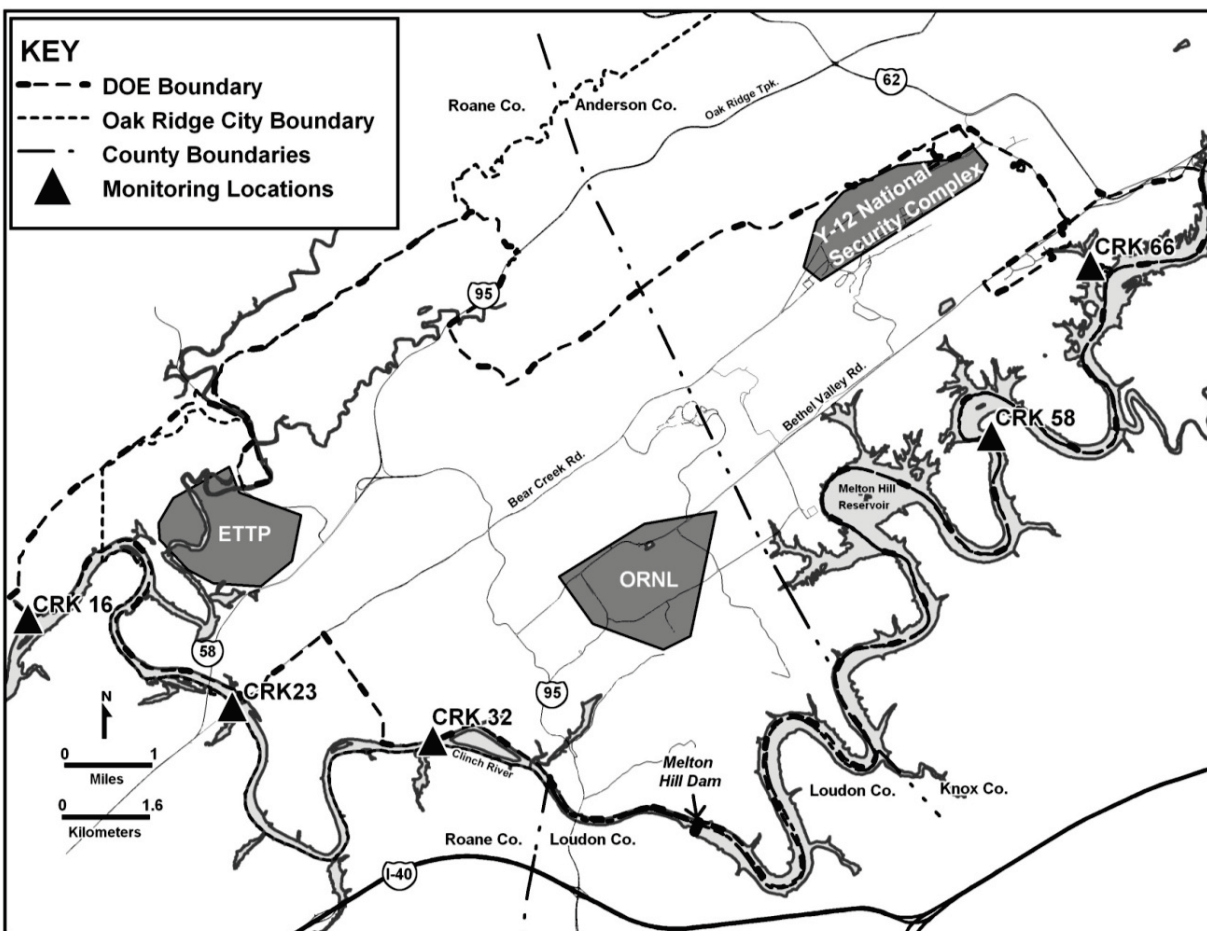 KEY
DOE Boundary
Oak Ridge City Boundary
County Boundaries
Monitoring Locations
Roane Co.
Anderson Co.
Oak Ridge Tpk.
62
Y-12 National
Security Complex
CRK 66
95
Bethel Valley Rd.
CRK 58
Bear Creek Rd.
Melton Hill
Reservoir
ETTP
ORNL
CRK 16
58
CRK23
95
N
CRK 32
Clinch River
0 1
Miles
0 1.6
Kilometers
Melton
Hill Dam
Loudon Co.
Knox Co.
Roane Co.
Loudon Co.
I-40